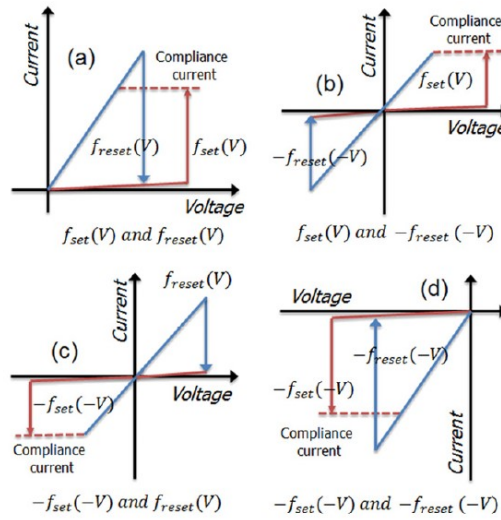 Current
(a)
Compliance
current
f_reset(V)
f_set(V)
Voltage
f_set(V) and f_reset(V)
Current
Compliance
current
(b)
f_set(V)
Voltage
−f_reset(−V)
f_set(V) and −f_reset(−V)
Current
f_reset(V)
(c)
Voltage
−f_set(−V)
Compliance
current
−f_set(−V) and f_reset(V)
Voltage
(d)
−f_reset(−V)
−f_set(−V)
Compliance
current
Current
−f_set(−V) and −f_reset(−V)